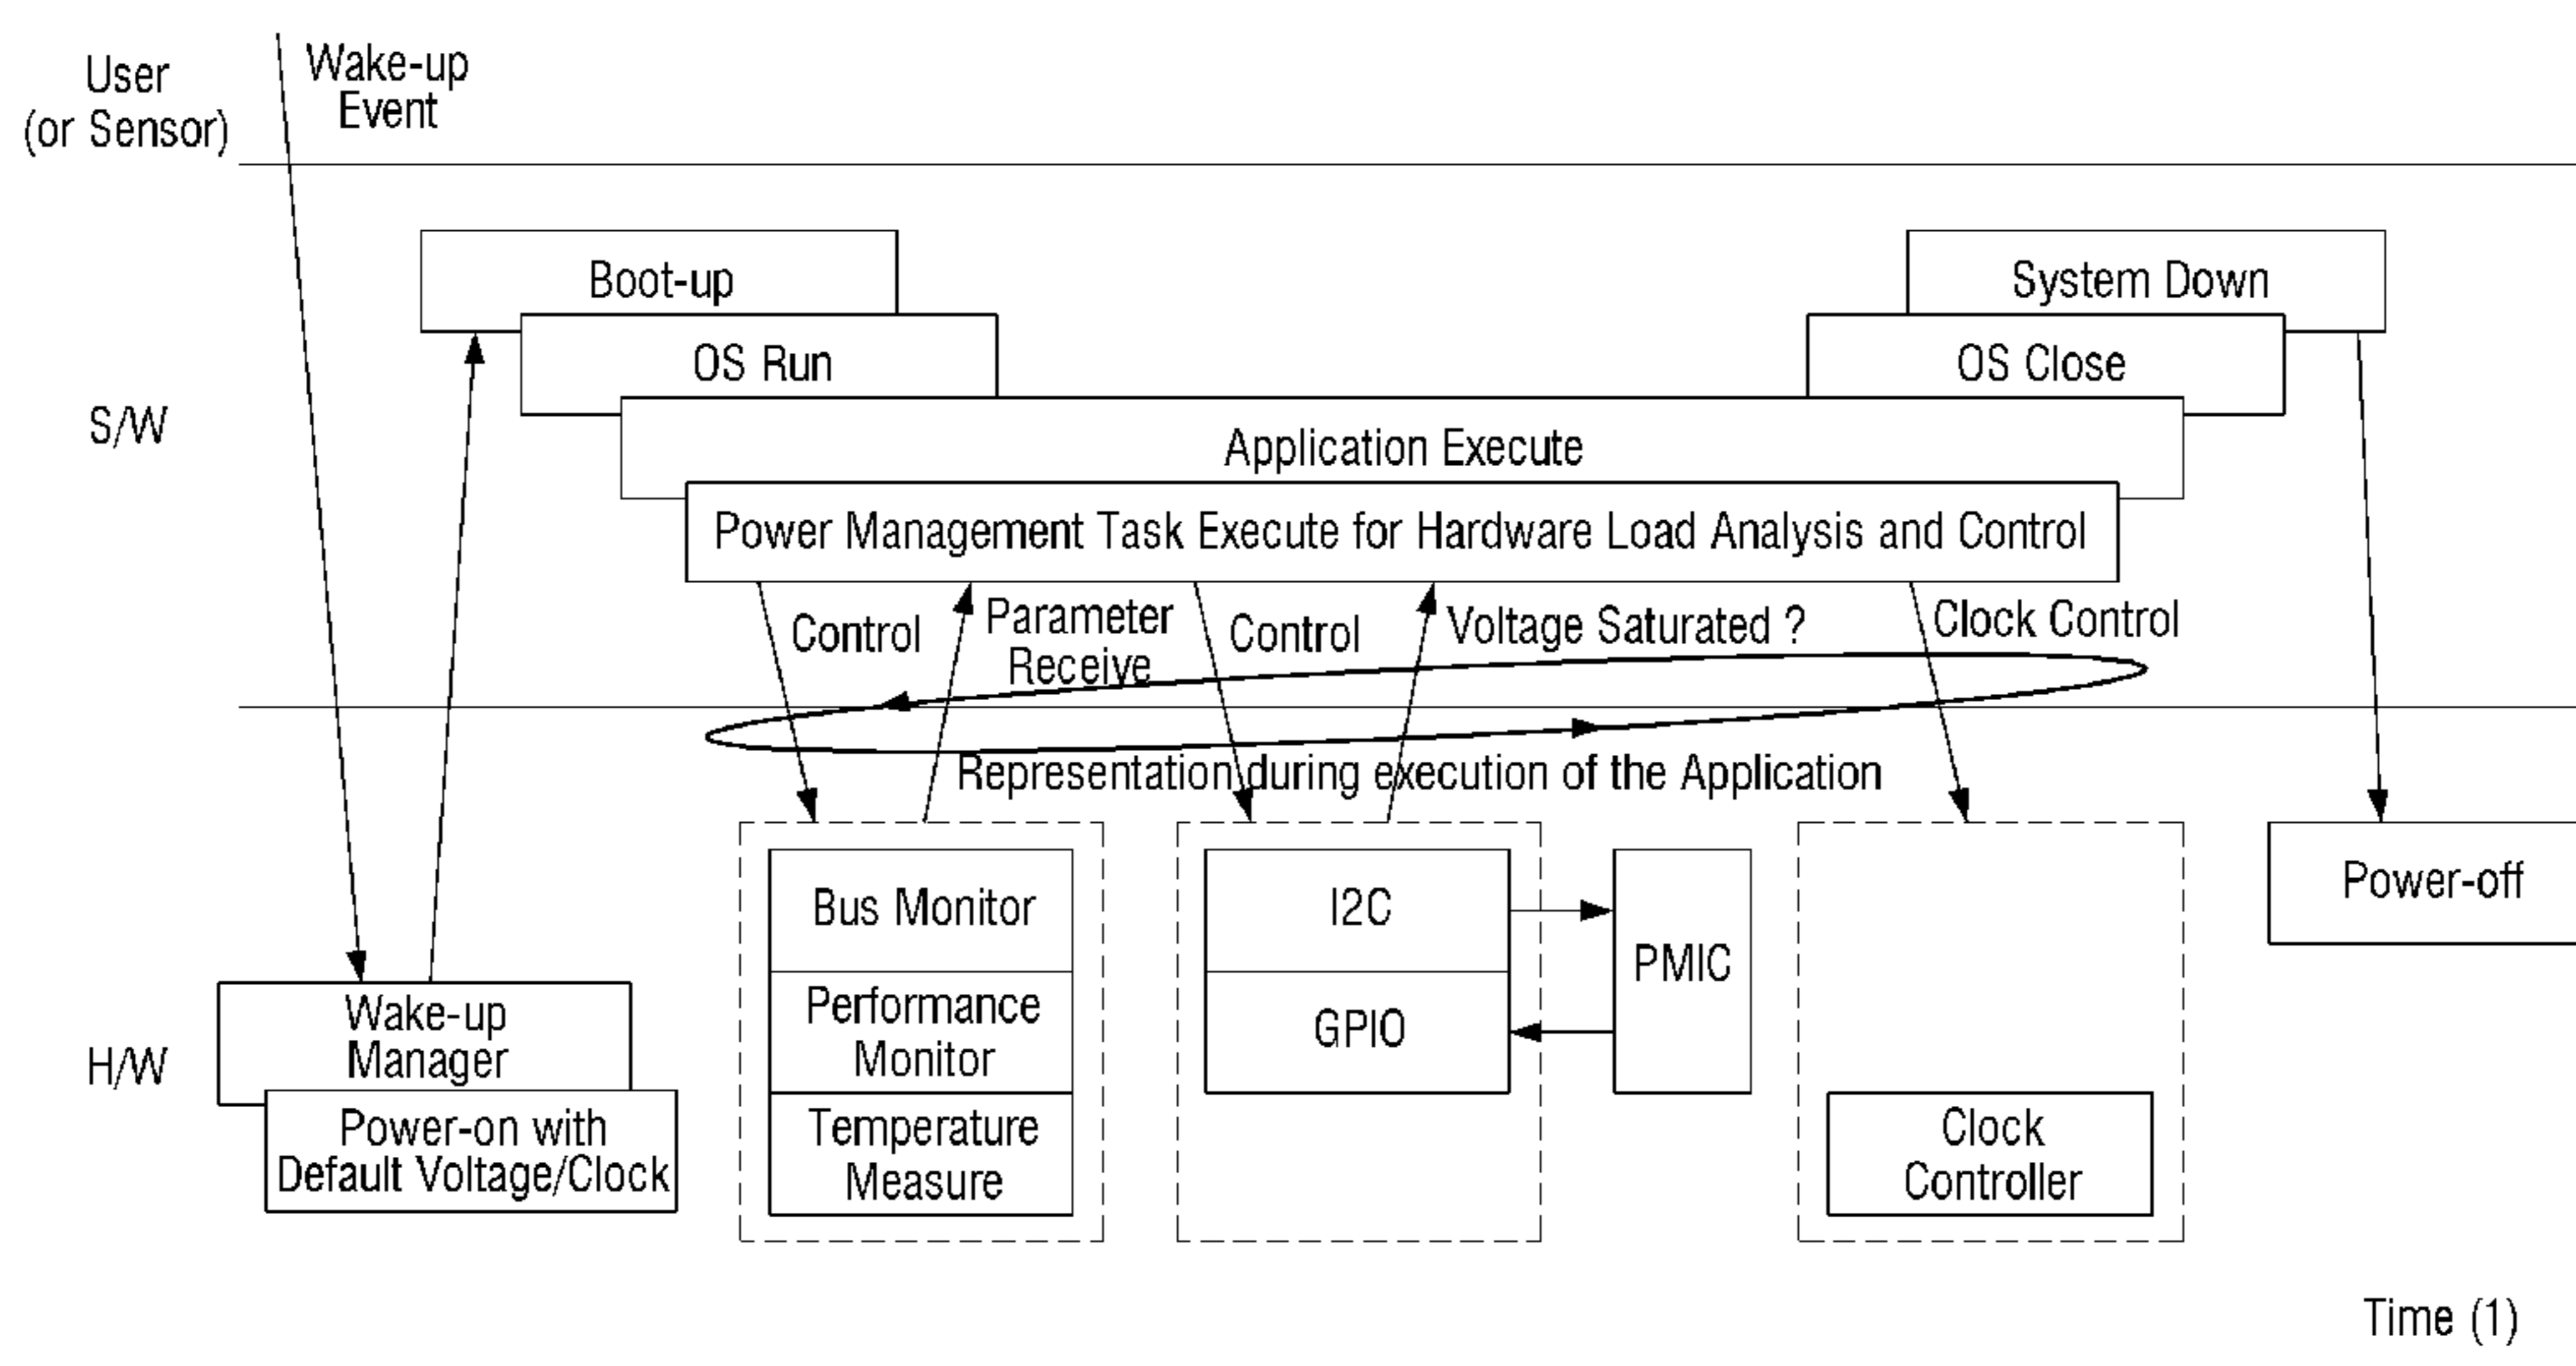 User
(or Sensor)
Wake-up
Event
S/W
Boot-up
OS Run
System Down
OS Close
Application Execute
Power Management Task Execute for Hardware Load Analysis and Control
Control
Parameter
Receive
Control
Voltage Saturated ?
Clock Control
Representation during execution of the Application
H/W
Wake-up
Manager
Power-on with
Default Voltage/Clock
Bus Monitor
Performance
Monitor
Temperature
Measure
I2C
GPIO
PMIC
Clock
Controller
Power-off
Time (1)